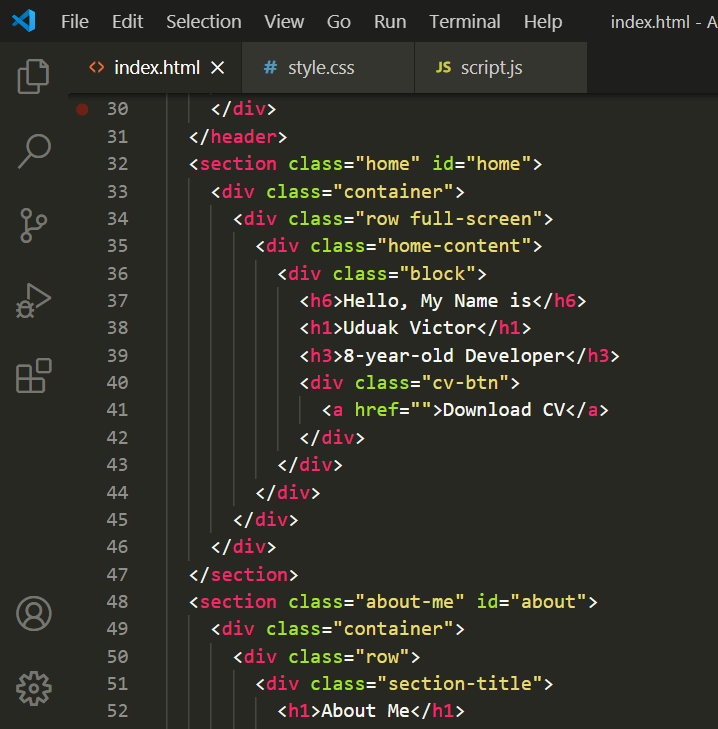 File Edit Selection View Go Run Terminal Help index.html - A
<> index.html × # style.css JS script.js
30 </div>
31 </header>
32 <section class="home" id="home">
33 <div class="container">
34 <div class="row full-screen">
35 <div class="home-content">
36 <div class="block">
37 <h6>Hello, My Name is</h6>
38 <h1>Uduak Victor</h1>
39 <h3>8-year-old Developer</h3>
40 <div class="cv-btn">
41 <a href="">Download CV</a>
42 </div>
43 </div>
44 </div>
45 </div>
46 </div>
47 </section>
48 <section class="about-me" id="about">
49 <div class="container">
50 <div class="row">
51 <div class="section-title">
52 <h1>About Me</h1>